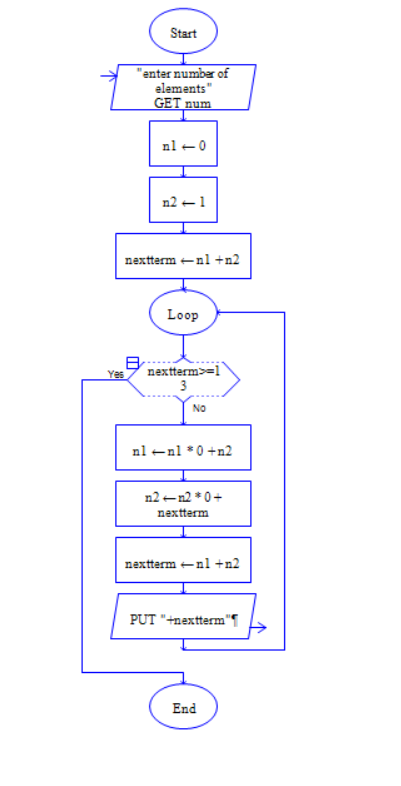 Start
"enter number of
elements"
GET num
n1 ← 0
n2 ← 1
nextterm ← n1 + n2
Loop
nextterm>=1
3
Yes
No
n1 ← n1 * 0 + n2
n2 ← n2 * 0 +
nextterm
nextterm ← n1 + n2
PUT "+nextterm"¶
End